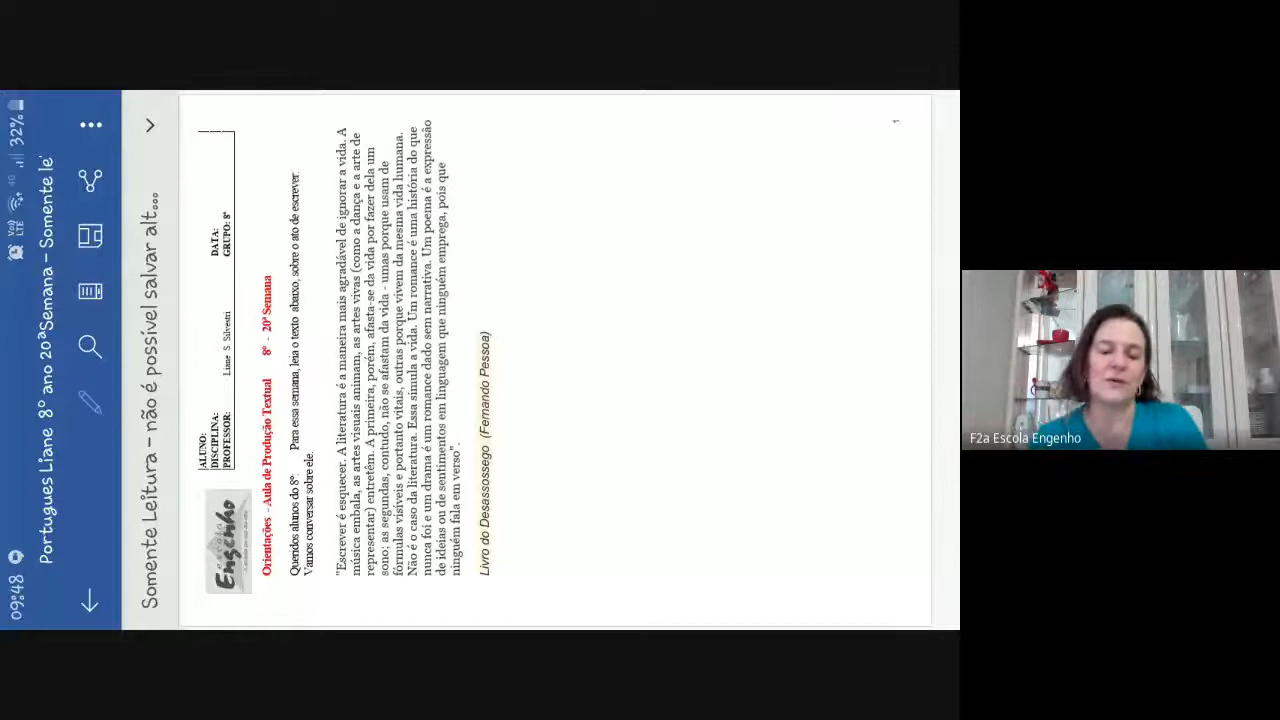 09:48
VoD) LTE 4G 32%
Portugues Liane 8° ano 20ªSemana - Somente le'
Somente Leitura - não é possível salvar alt...
escola
Engenho
ALUNO:
DISCIPLINA: DATA:
PROFESSOR: Liane S. Silvestri GRUPO: 8º
Orientações - Aula de Produção Textual 8º - 20ª Semana
Queridos alunos do 8º: Para essa semana, leia o texto abaixo, sobre o ato de escrever.
Vamos conversar sobre ele.
"Escrever é esquecer. A literatura é a maneira mais agradável de ignorar a vida. A
música embala, as artes visuais animam, as artes vivas (como a dança e a arte de
representar) entretêm. A primeira, porém, afasta-se da vida por fazer dela um
sono; as segundas, contudo, não se afastam da vida - umas porque usam de
fórmulas visíveis e portanto vitais, outras porque vivem da mesma vida humana.
Não é o caso da literatura. Essa simula a vida. Um romance é uma história do que
nunca foi e um drama é um romance dado sem narrativa. Um poema é a expressão
de ideias ou de sentimentos em linguagem que ninguém emprega, pois que
ninguém fala em verso".
Livro do Desassossego (Fernando Pessoa)
1
F2a Escola Engenho